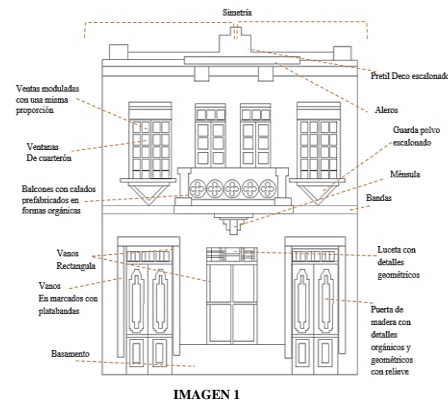 Simetría
Pretil Deco escalonado
Aleros
Guarda polvo
escalonado
Ménsula
Bandas
Luceta con
detalles
geométricos
Puerta de
madera con
detalles
orgánicos y
geométricos
con relieve
Ventas moduladas
con una misma
proporción
Ventanas
De cuarterón
Balcones con calados
prefabricados en
formas orgánicas
Vanos
Rectangula
Vanos
En marcados con
platabandas
Basamento
IMAGEN 1